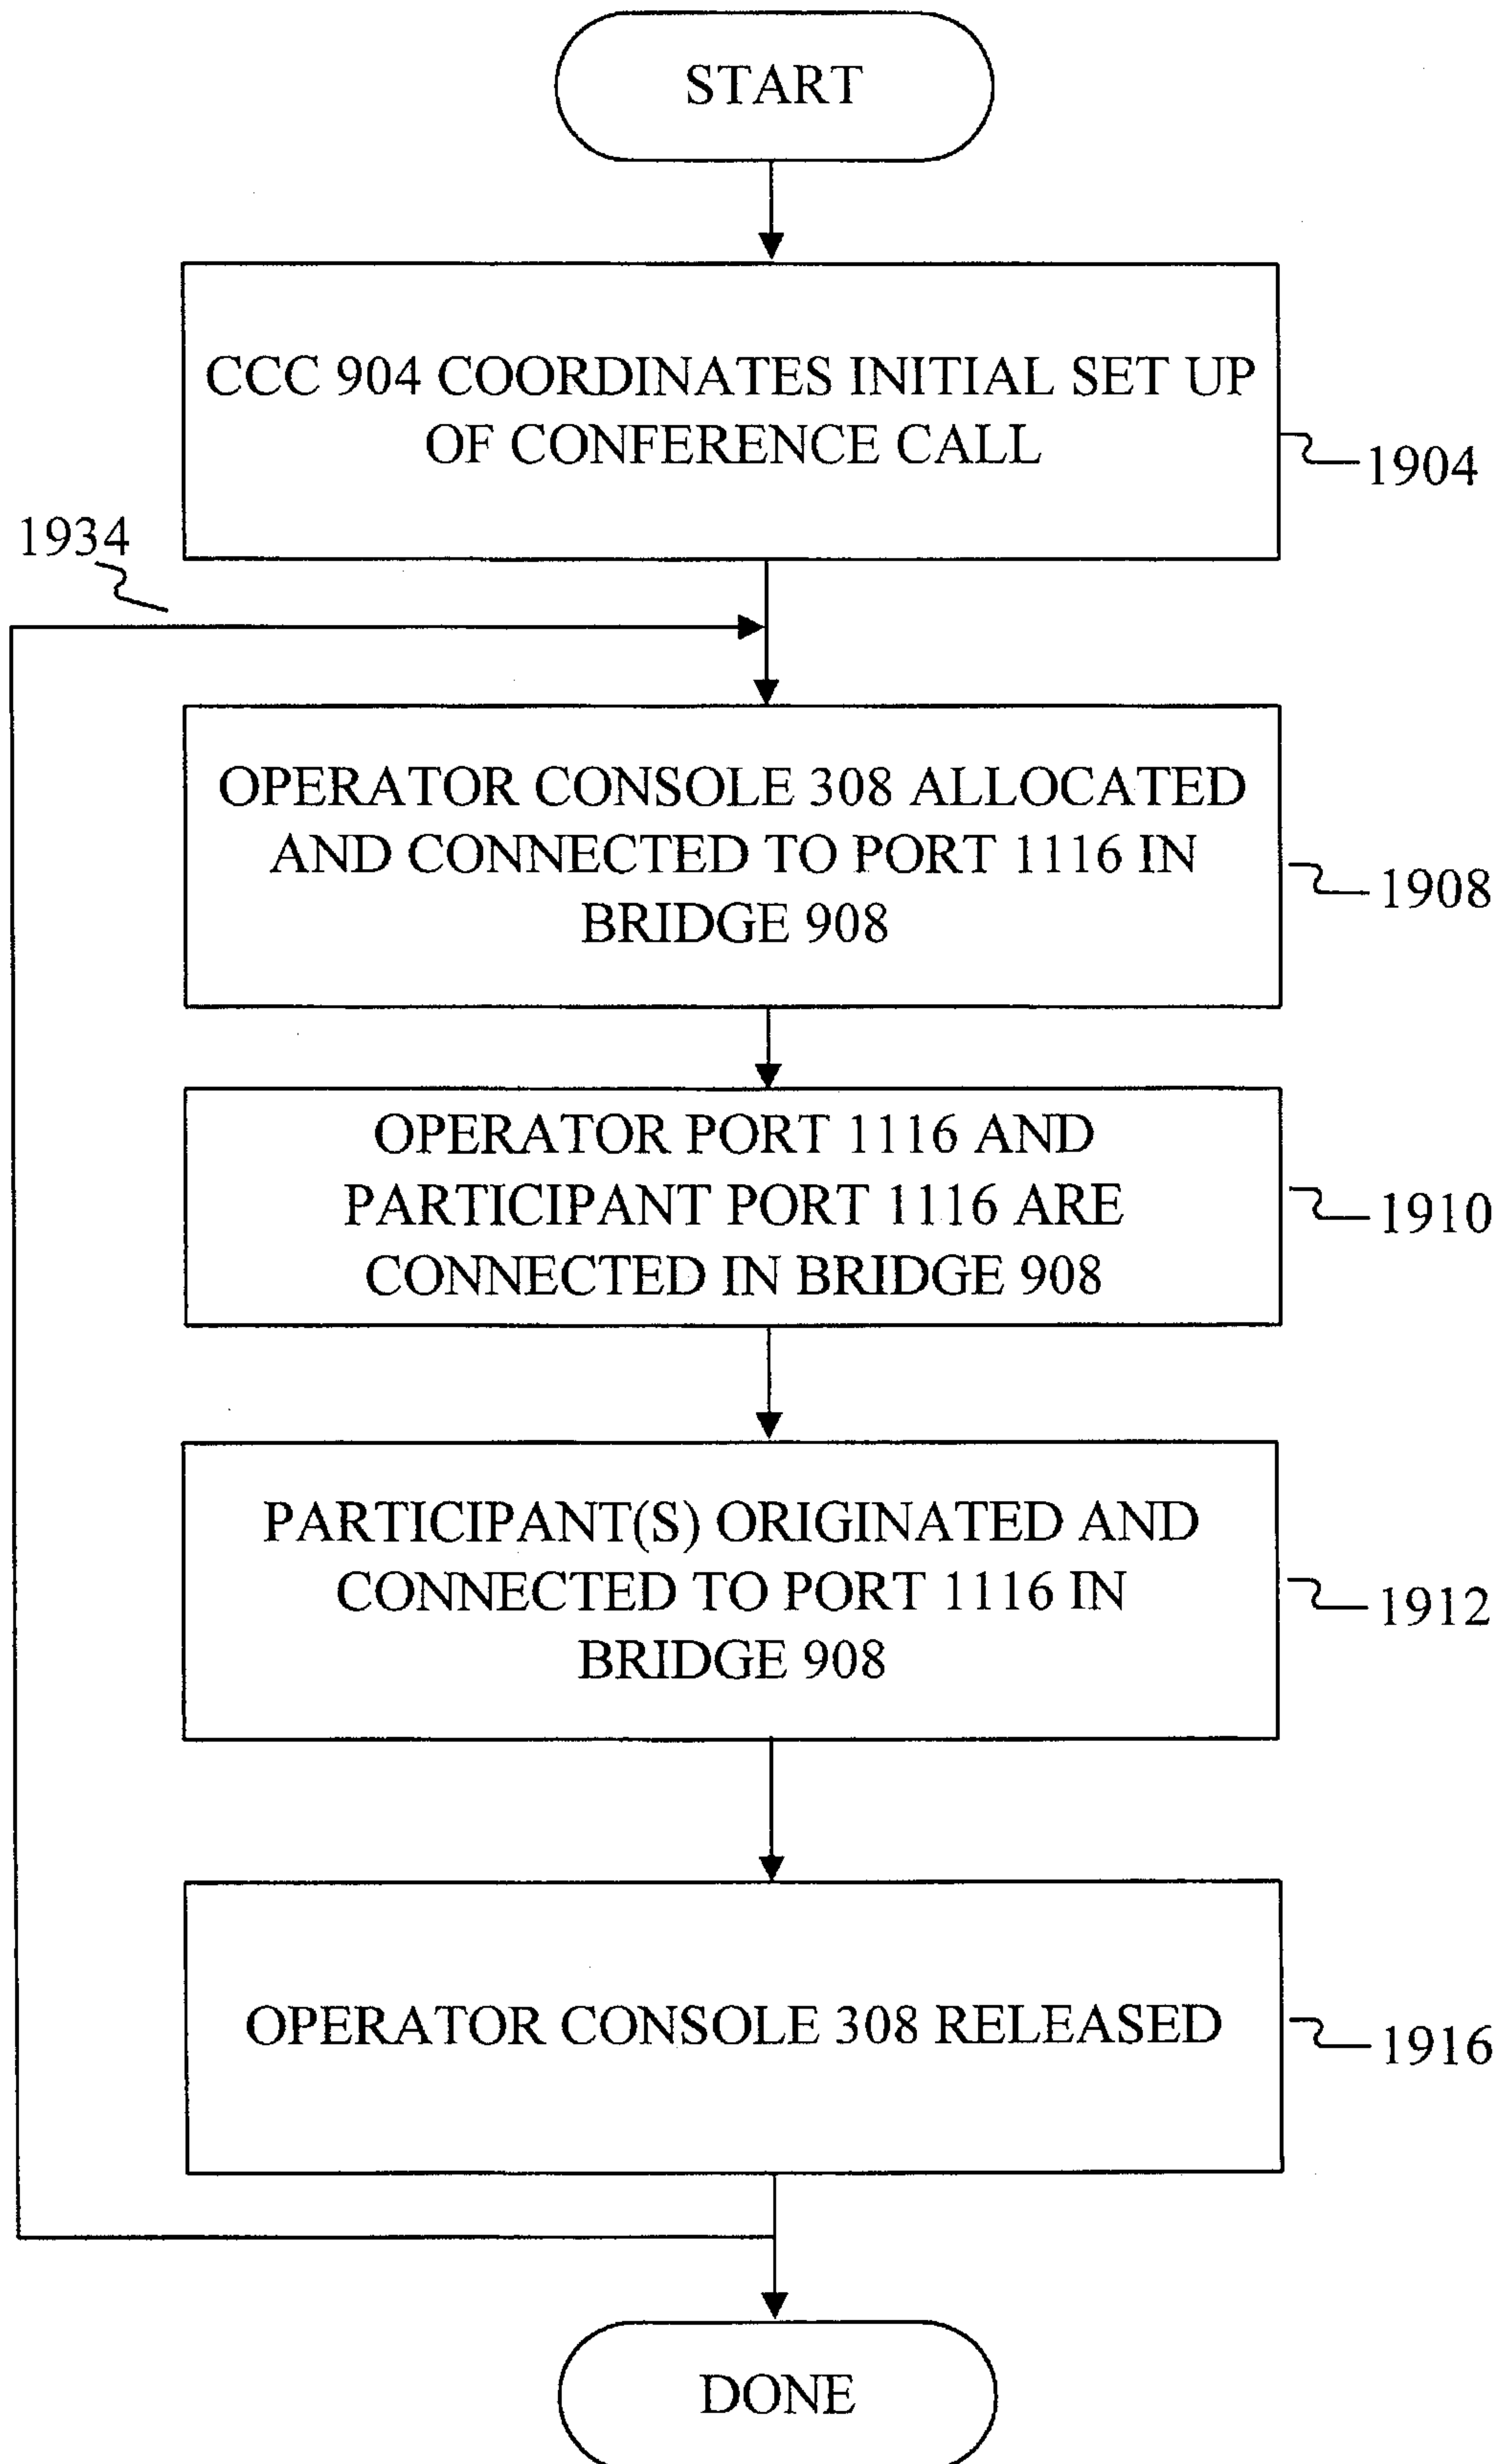 START
CCC 904 COORDINATES INITIAL SET UP
OF CONFERENCE CALL
1904
1934
OPERATOR CONSOLE 308 ALLOCATED
AND CONNECTED TO PORT 1116 IN
BRIDGE 908
1908
OPERATOR PORT 1116 AND
PARTICIPANT PORT 1116 ARE
CONNECTED IN BRIDGE 908
1910
PARTICIPANT(S) ORIGINATED AND
CONNECTED TO PORT 1116 IN
BRIDGE 908
1912
OPERATOR CONSOLE 308 RELEASED
1916
DONE